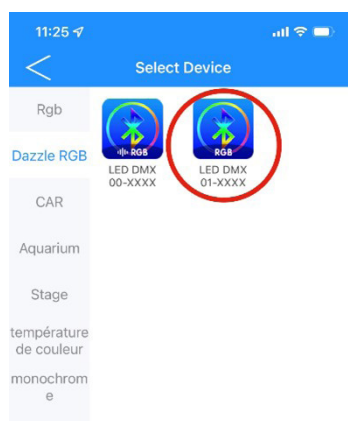 11:25
Select Device
Rgb
Dazzle RGB
CAR
Aquarium
Stage
température
de couleur
monochrom
e
RGB
LED DMX
00-XXXX
RGB
LED DMX
01-XXXX